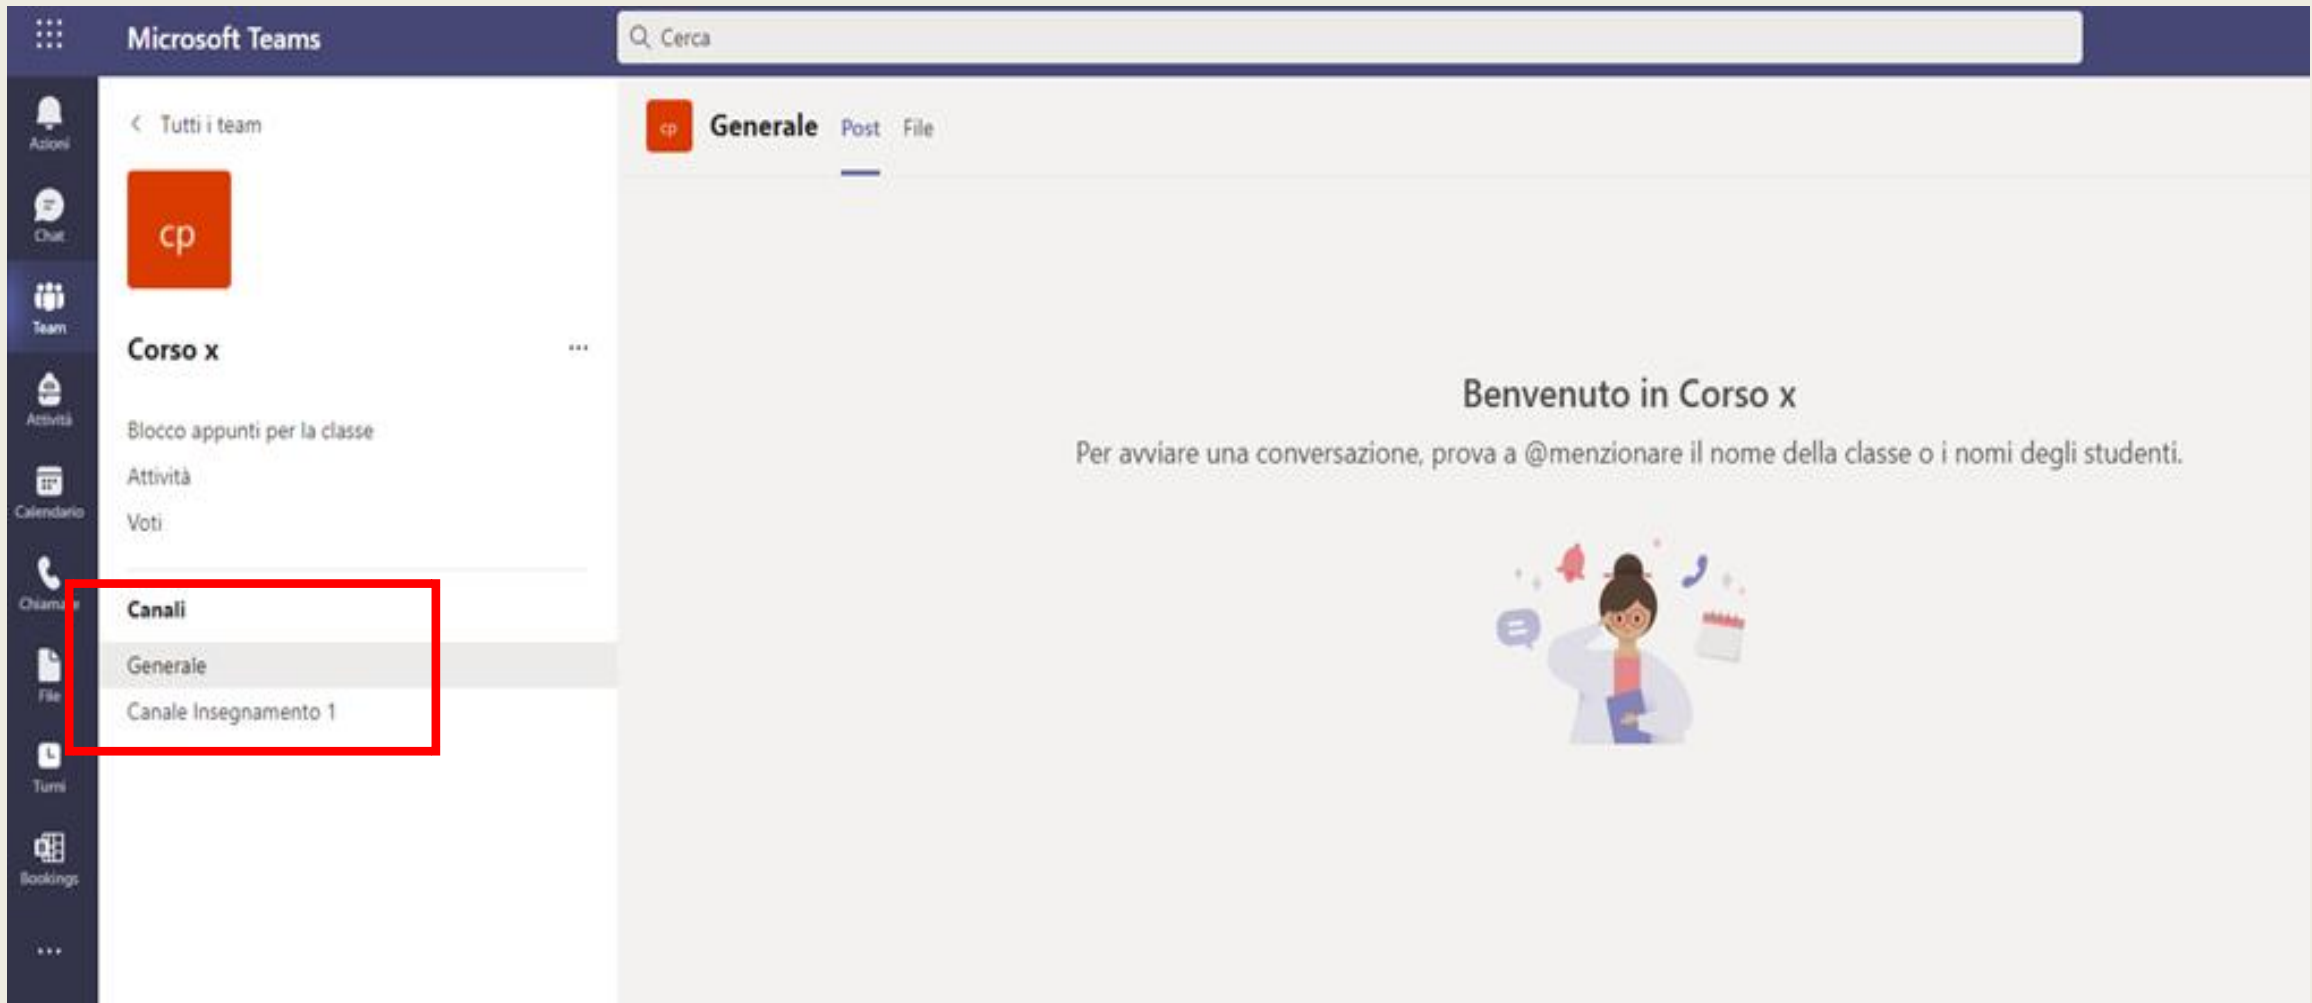 Microsoft Teams
Cerca
Azioni
Chat
Team
Attività
Calendario
File
Turni
Bookings
Tutti i team
cp
Corso x
Blocco appunti per la classe
Attività
Voti
Canali
Generale
Canale Insegnamento 1
cp Generale Post File
Benvenuto in Corso x
Per avviare una conversazione, prova a @menzionare il nome della classe o i nomi degli studenti.